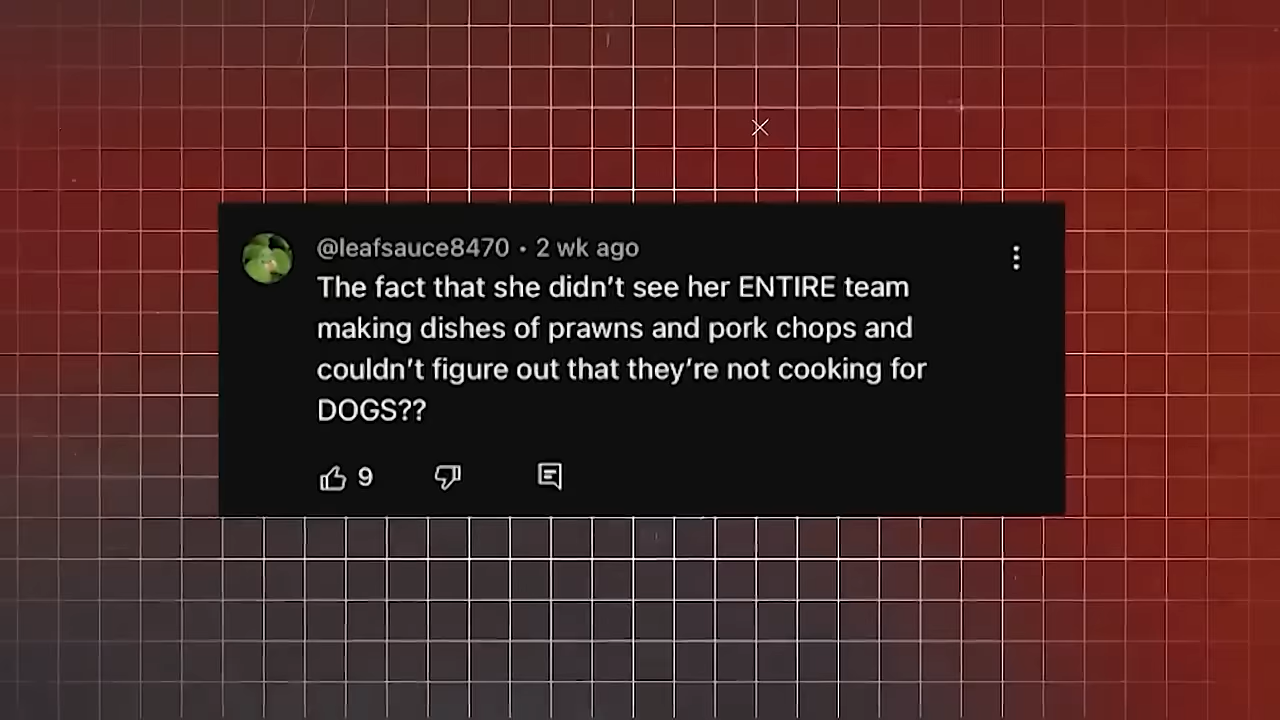 @leafsauce8470 • 2 wk ago
The fact that she didn’t see her ENTIRE team
making dishes of prawns and pork chops and
couldn’t figure out that they’re not cooking for
DOGS??
9